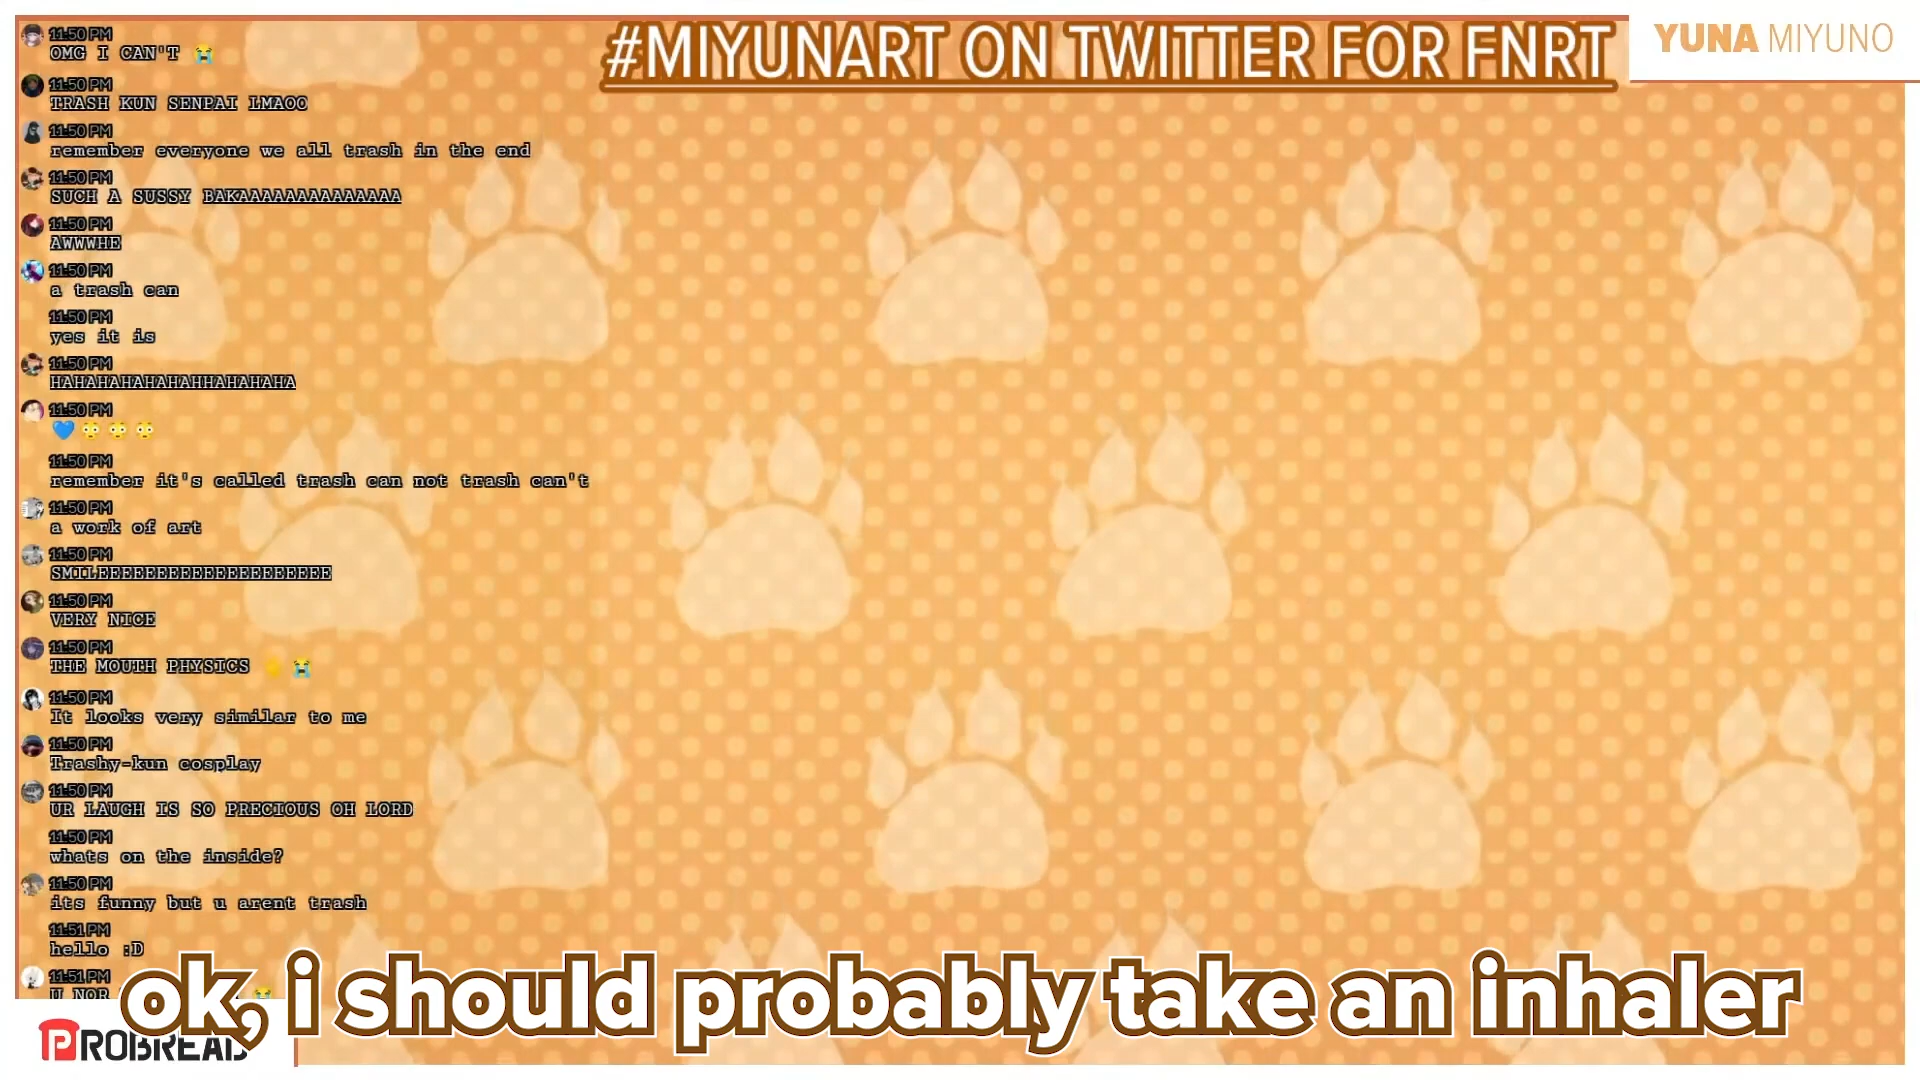 #MIYUNART ON TWITTER FOR FNRT
YUNA MIYUNO
11:50 PM
OMG I CAN'T 😭
11:50 PM
TRASH KUN SENPAI LMAOO
11:50 PM
remember everyone we all trash in the end
11:50 PM
SUCH A SUSSY BAKAAAAAAAAAAAAAAA
11:50 PM
AWWWHE
11:50 PM
a trash can
11:50 PM
yes it is
11:50 PM
HAHAHAHAHAHAHHAHAHAHA
11:50 PM
💙😳😳😳
11:50 PM
remember it's called trash can not trash can't
11:50 PM
a work of art
11:50 PM
SMILEEEEEEEEEEEEEEEEEEEE
11:50 PM
VERY NICE
11:50 PM
THE MOUTH PHYSICS 😭
11:50 PM
It looks very similar to me
11:50 PM
Trashy-kun cosplay
11:50 PM
UR LAUGH IS SO PRECIOUS OH LORD
11:50 PM
whats on the inside?
11:50 PM
its funny but u arent trash
11:51 PM
hello :D
11:51 PM
U NOR
ok, i should probably take an inhaler
PROBREAD